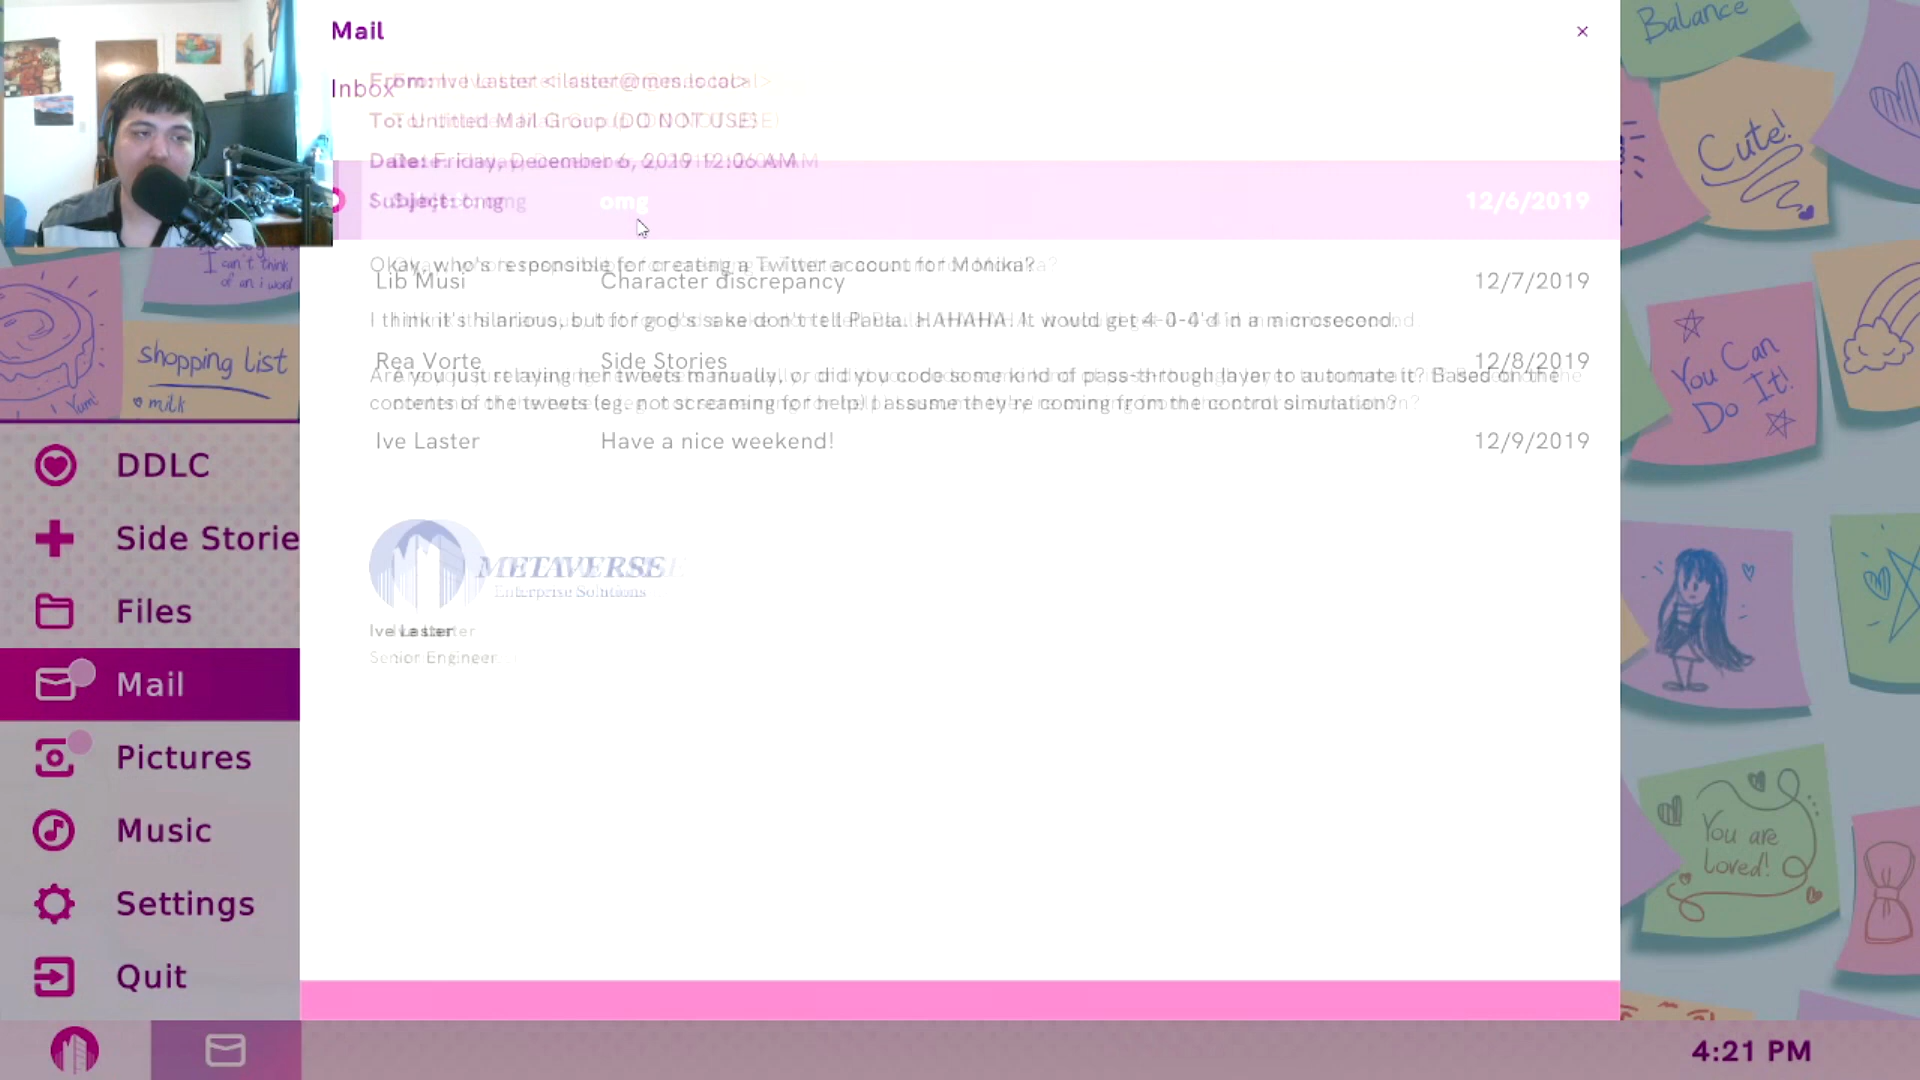 Mail
×
Inbox
From: Ive Laster <ilaster@mes.local>
To: Untitled Mail Group (DO NOT USE)
Date: Friday, December 6, 2019 12:06 AM
Subject: omg
omg
12/6/2019
Okay, who's responsible for creating a Twitter account for Monika?
Lib Musi
Character discrepancy
12/7/2019
I think it's hilarious, but for god's sake don't tell Paula. HAHAHA. It would get 4-0-4'd in a microsecond.
Rea Vorte
Side Stories
12/8/2019
Are you just relaying her tweets manually, or did you code some kind of pass-through layer to automate it? Based on the
contents of the tweets (e.g. not screaming for help) I assume they're coming from the control simulation?
Ive Laster
Have a nice weekend!
12/9/2019
METAVERSE
Enterprise Solutions
Ive Laster
Senior Engineer
DDLC
Side Storie
Files
Mail
Pictures
Music
Settings
Quit
4:21 PM
I can't think
of an i word
shopping list
milk
Yum!
Balance
Cute!
You Can
Do It!
You are
Loved!